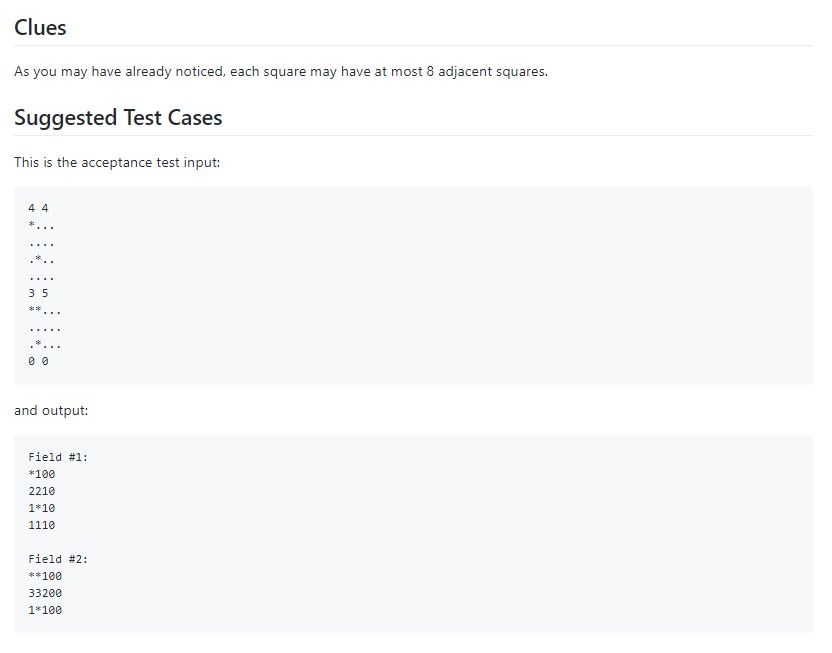 Clues
As you may have already noticed, each square may have at most 8 adjacent squares.
Suggested Test Cases
This is the acceptance test input:
4 4
*...
....
.*..
....
3 5
**...
.....
.*...
0 0
and output:
Field #1:
*100
2210
1*10
1110

Field #2:
**100
33200
1*100